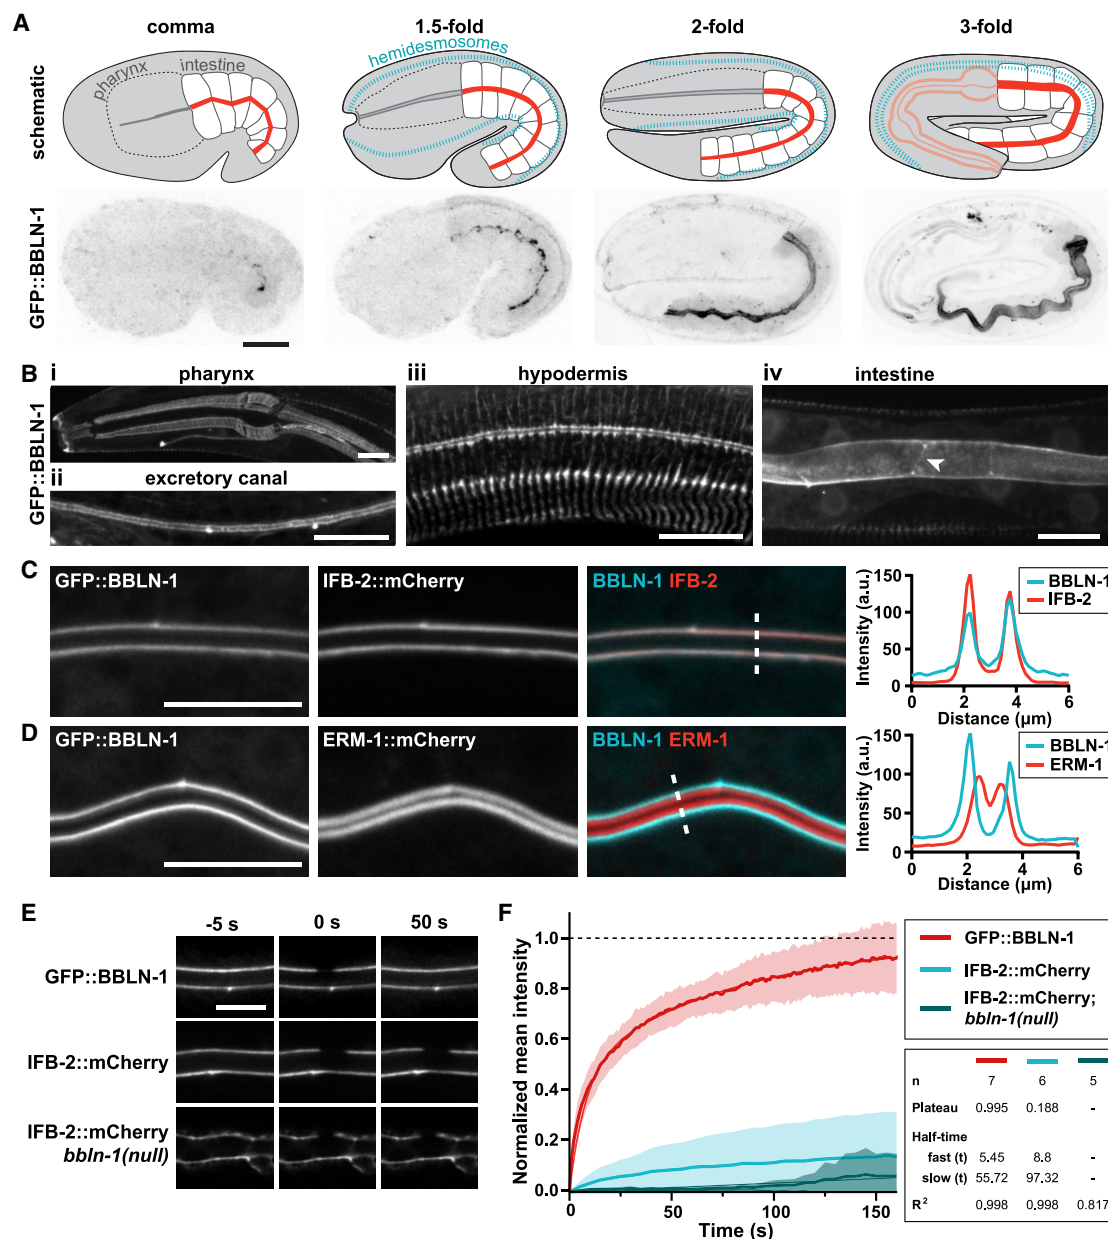 A
comma
1.5-fold
2-fold
3-fold
schematic
pharynx
intestine
hemidesmosomes
GFP::BBLN-1
B
GFP::BBLN-1
i
pharynx
ii
excretory canal
iii
hypodermis
iv
intestine
C
GFP::BBLN-1
IFB-2::mCherry
BBLN-1 IFB-2
Intensity (a.u.)
150
100
50
0
0 2 4 6
Distance (µm)
BBLN-1
IFB-2
D
GFP::BBLN-1
ERM-1::mCherry
BBLN-1 ERM-1
Intensity (a.u.)
150
100
50
0
0 2 4 6
Distance (µm)
BBLN-1
ERM-1
E
-5 s
0 s
50 s
GFP::BBLN-1
IFB-2::mCherry
IFB-2::mCherry
bbln-1(null)
F
Normalized mean intensity
1.0
0.8
0.6
0.4
0.2
0.0
0 50 100 150
Time (s)
GFP::BBLN-1
IFB-2::mCherry
IFB-2::mCherry;
bbln-1(null)
n 7 6 5
Plateau 0.995 0.188 -
Half-time
fast (t) 5.45 8.8 -
slow (t) 55.72 97.32 -
R² 0.998 0.998 0.817